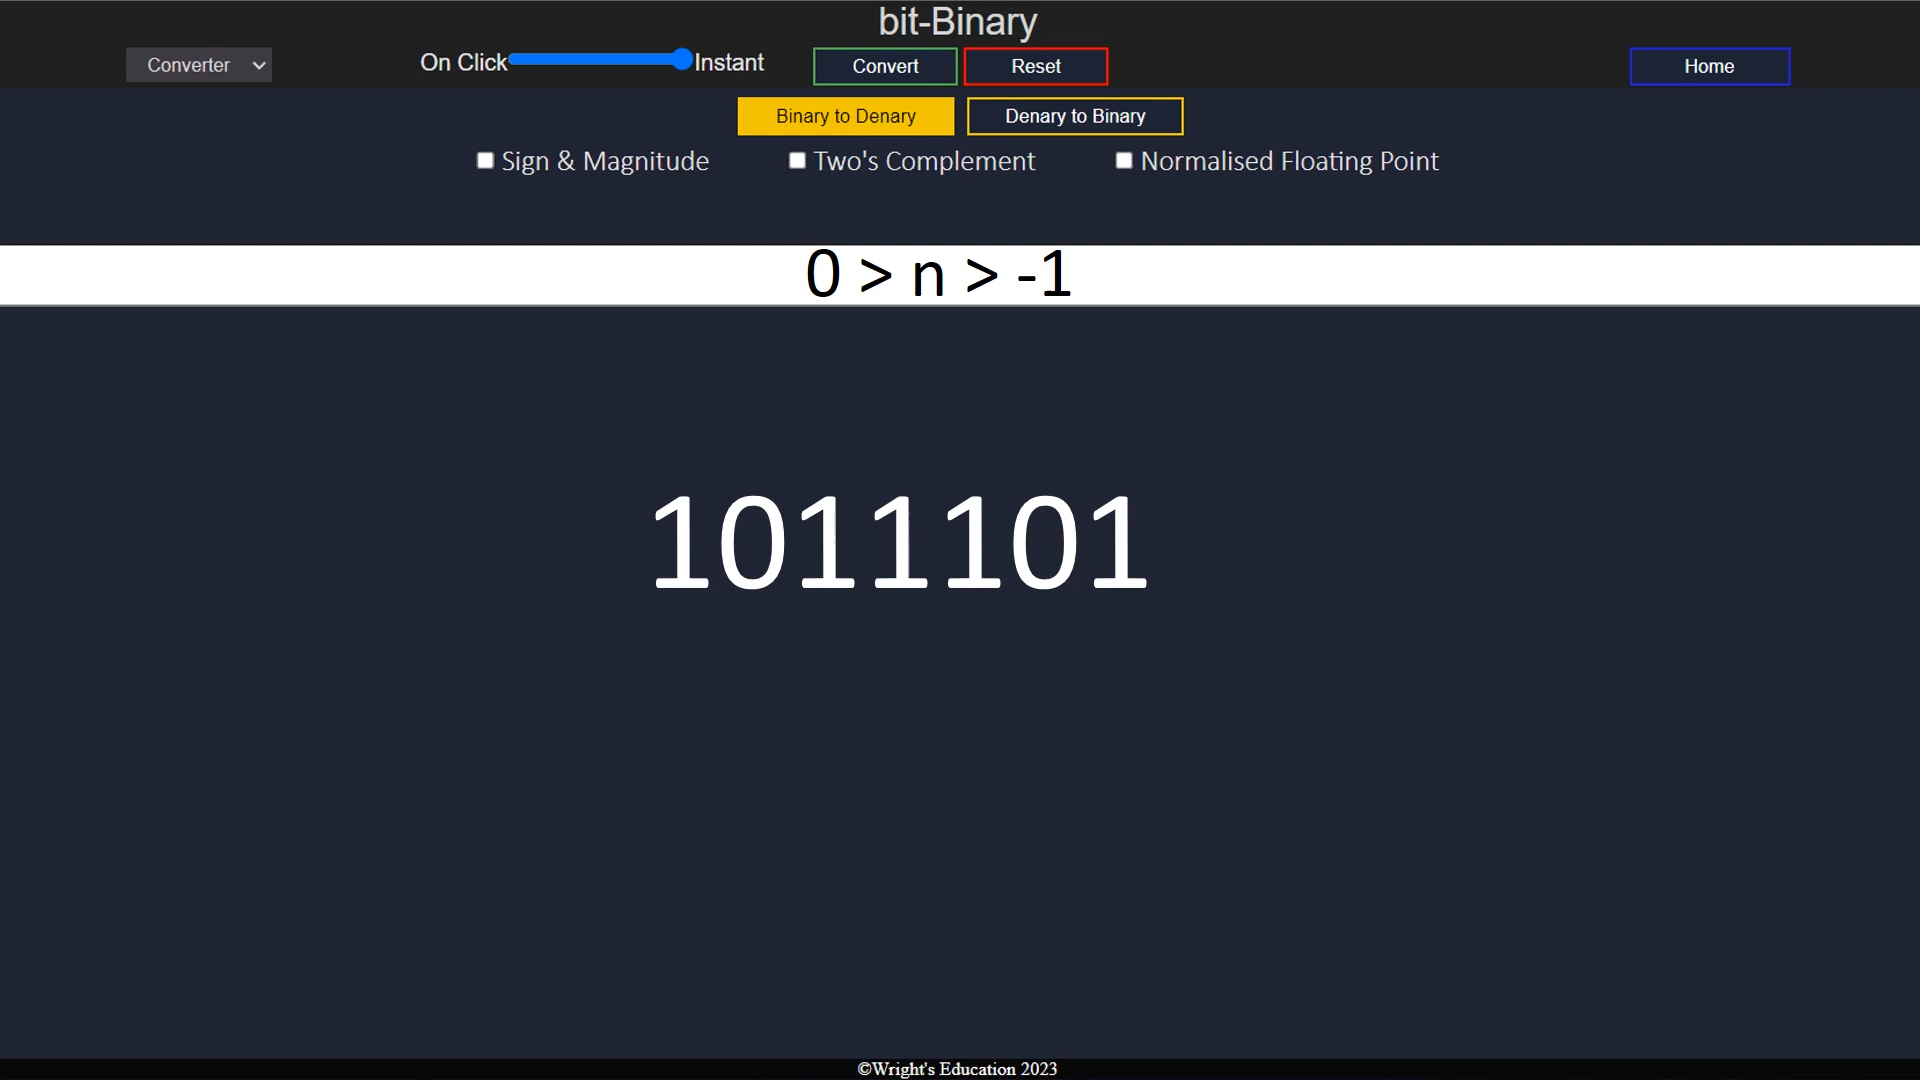 bit-Binary
Converter
On Click Instant Convert Reset Home
Binary to Denary Denary to Binary
Sign & Magnitude Two's Complement Normalised Floating Point
0 > n > -1
1011101
©Wright's Education 2023